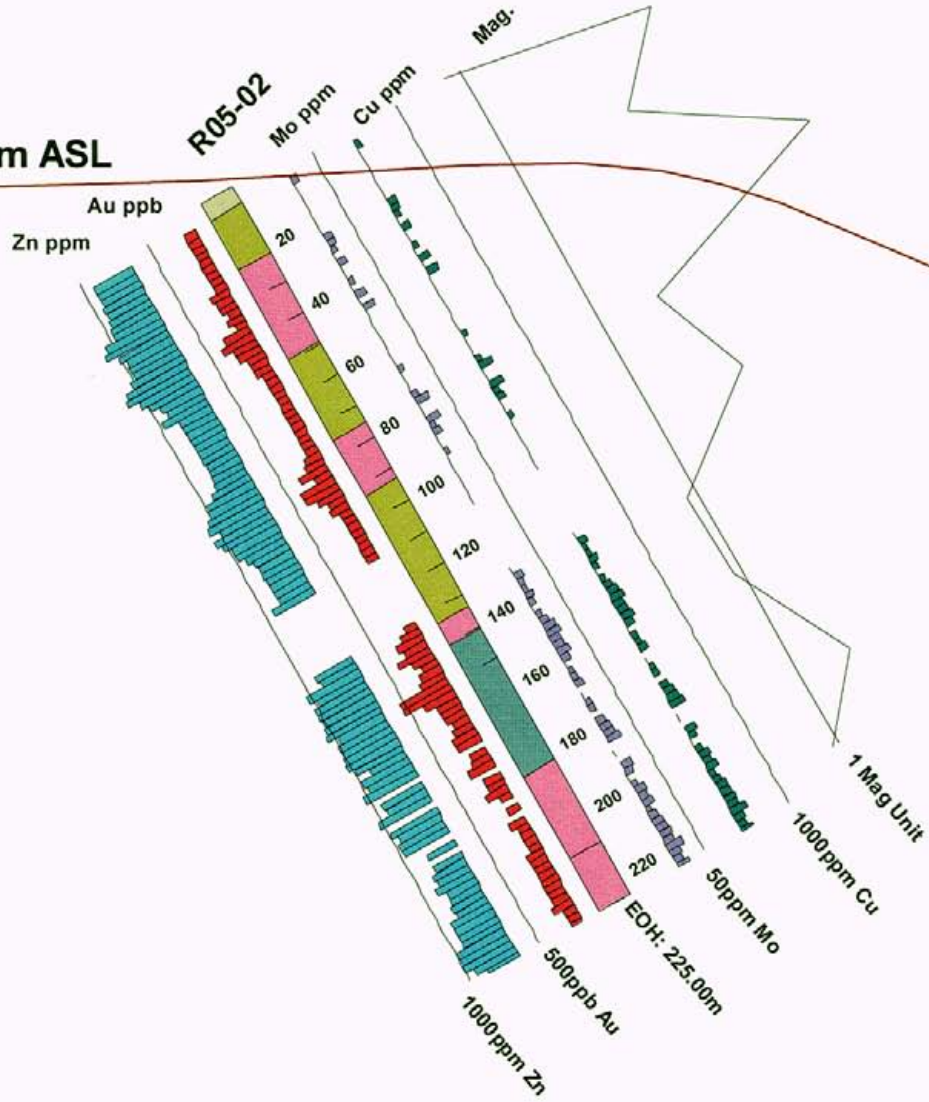 Mag.
Cu ppm
Mo ppm
R05-02
m ASL
Au ppb
Zn ppm
20
40
60
80
100
120
140
160
180
200
220
EOH: 225.00m
1 Mag Unit
1000ppm Cu
50ppm Mo
500ppb Au
1000ppm Zn